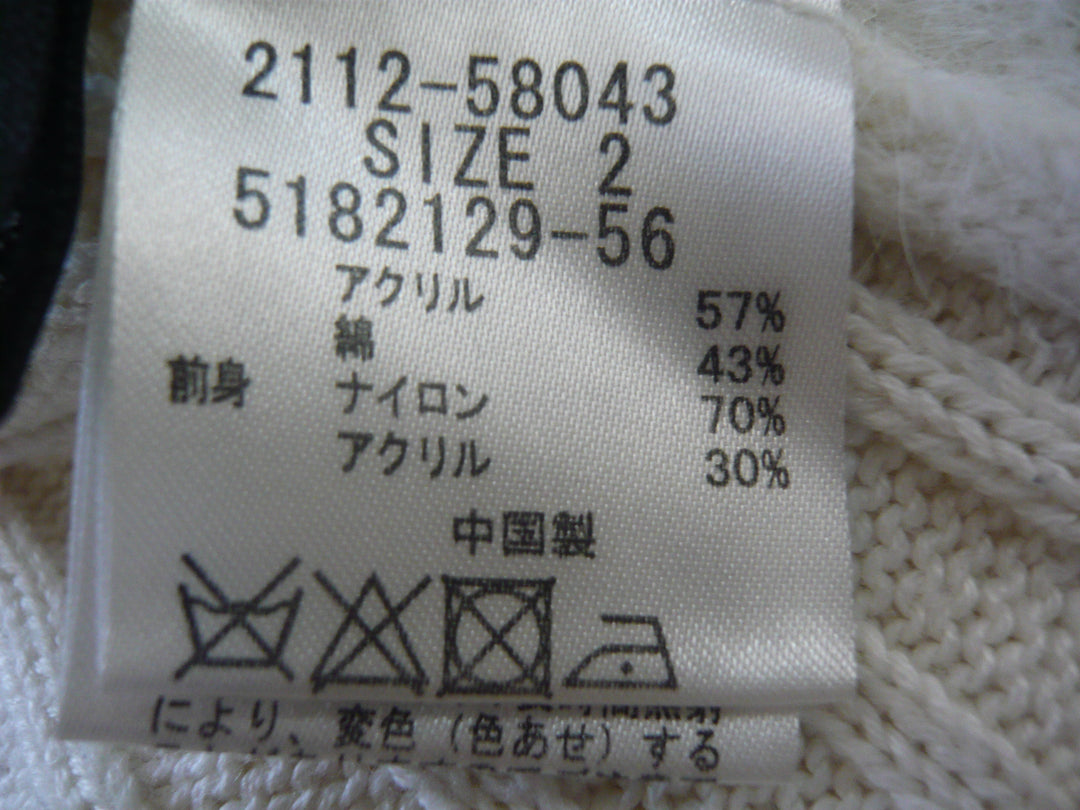 2112-58043
SIZE 2
5182129-56
アクリル 57%
綿 43%
前身 ナイロン 70%
アクリル 30%
中国製
により、変色（色あせ）する